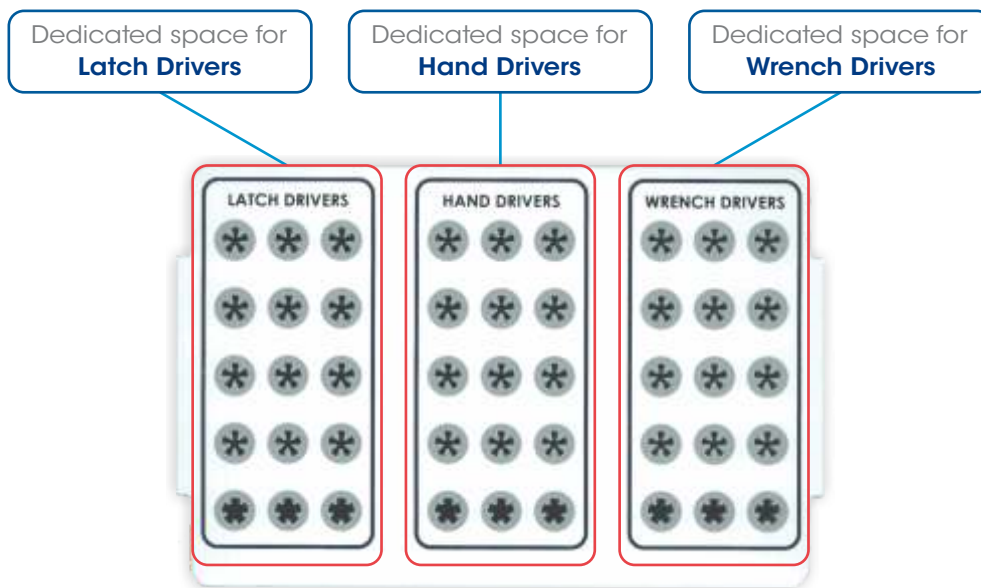 Dedicated space for
Latch Drivers
Dedicated space for
Hand Drivers
Dedicated space for
Wrench Drivers
LATCH DRIVERS
HAND DRIVERS
WRENCH DRIVERS